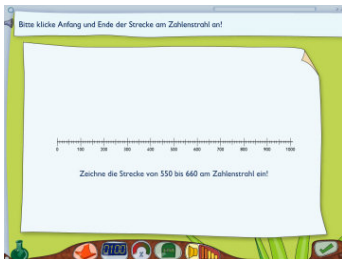 Bitte klicke Anfang und Ende der Strecke am Zahlenstrahl an!
0 100 200 300 400 500 600 700 800 900 1000
Zeichne die Strecke von 550 bis 660 am Zahlenstrahl ein!